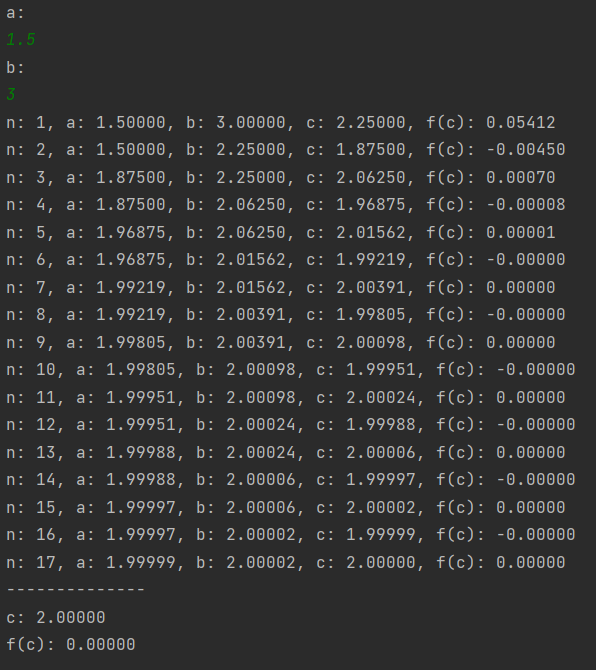 a:
1.5
b:
3
n: 1, a: 1.50000, b: 3.00000, c: 2.25000, f(c): 0.05412
n: 2, a: 1.50000, b: 2.25000, c: 1.87500, f(c): -0.00450
n: 3, a: 1.87500, b: 2.25000, c: 2.06250, f(c): 0.00070
n: 4, a: 1.87500, b: 2.06250, c: 1.96875, f(c): -0.00008
n: 5, a: 1.96875, b: 2.06250, c: 2.01562, f(c): 0.00001
n: 6, a: 1.96875, b: 2.01562, c: 1.99219, f(c): -0.00000
n: 7, a: 1.99219, b: 2.01562, c: 2.00391, f(c): 0.00000
n: 8, a: 1.99219, b: 2.00391, c: 1.99805, f(c): -0.00000
n: 9, a: 1.99805, b: 2.00391, c: 2.00098, f(c): 0.00000
n: 10, a: 1.99805, b: 2.00098, c: 1.99951, f(c): -0.00000
n: 11, a: 1.99951, b: 2.00098, c: 2.00024, f(c): 0.00000
n: 12, a: 1.99951, b: 2.00024, c: 1.99988, f(c): -0.00000
n: 13, a: 1.99988, b: 2.00024, c: 2.00006, f(c): 0.00000
n: 14, a: 1.99988, b: 2.00006, c: 1.99997, f(c): -0.00000
n: 15, a: 1.99997, b: 2.00006, c: 2.00002, f(c): 0.00000
n: 16, a: 1.99997, b: 2.00002, c: 1.99999, f(c): -0.00000
n: 17, a: 1.99999, b: 2.00002, c: 2.00000, f(c): 0.00000
--------------
c: 2.00000
f(c): 0.00000